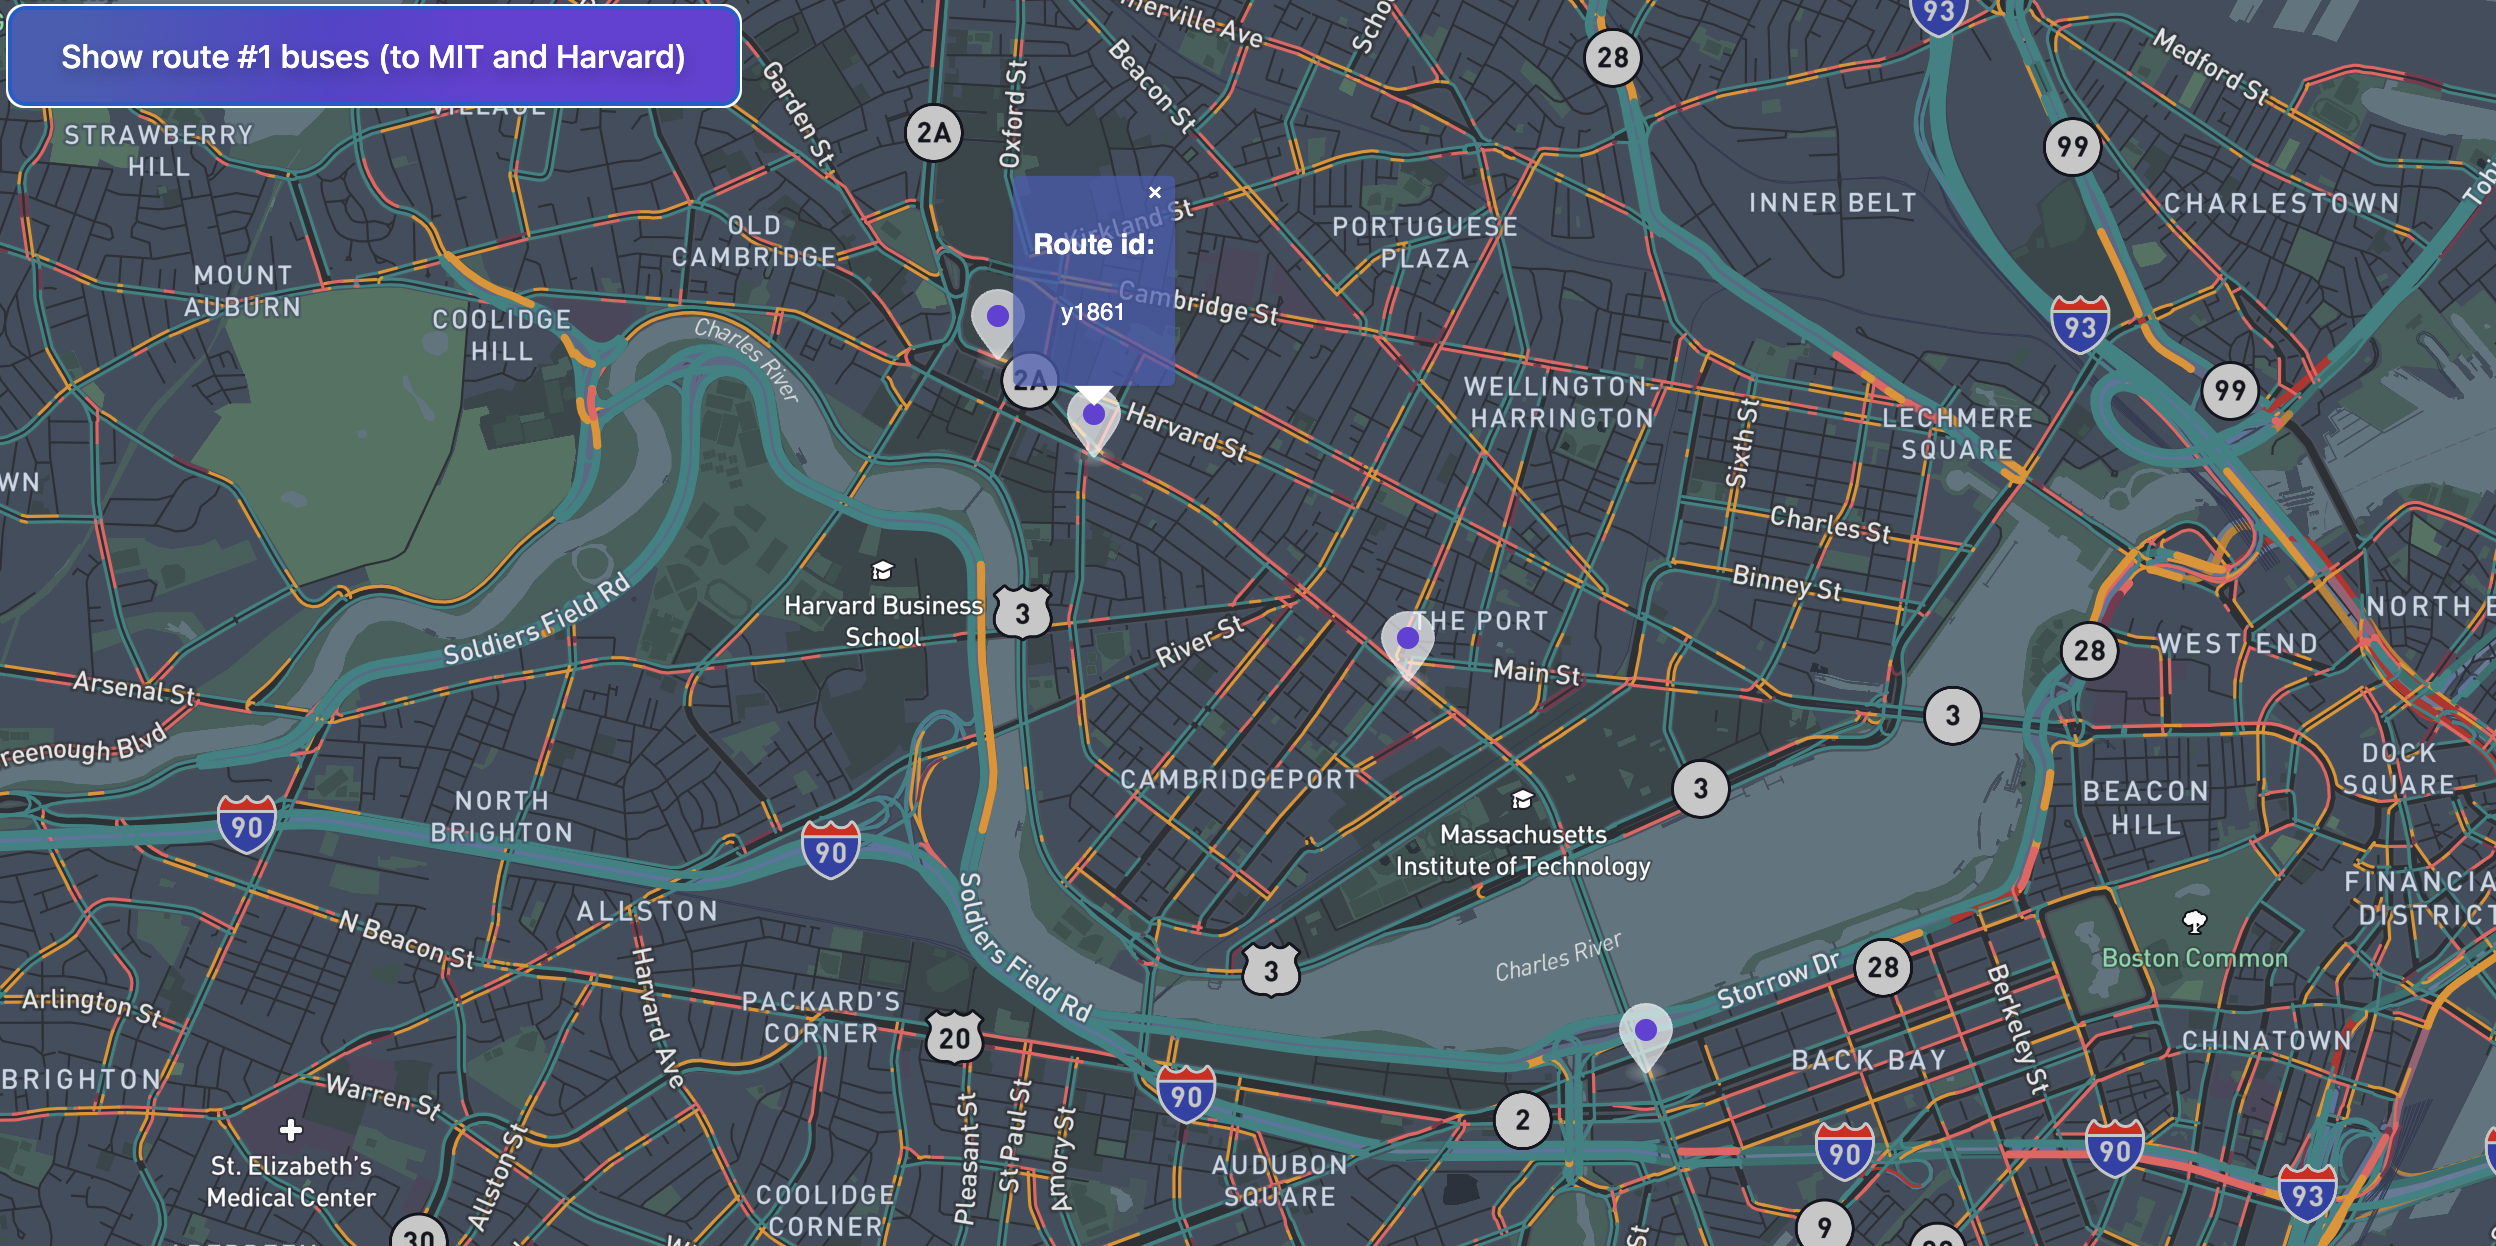 Show route #1 buses (to MIT and Harvard)
93
merville Ave
28
Medford St
Beacon St
Garden St
Oxford St
2A
VILLAGE
STRAWBERRY
HILL
99
INNER BELT
CHARLESTOWN
×
Kirkland St
Route id:
y1861
OLD
CAMBRIDGE
PORTUGUESE
PLAZA
MOUNT
AUBURN
Cambridge St
COOLIDGE
HILL
Charles River
93
2A
99
WELLINGTON-
HARRINGTON
Harvard St
Sixth St
LECHMERE
SQUARE
WN
Charles St
Binney St
Harvard Business
School
3
Soldiers Field Rd
River St
THE PORT
Main St
NORTH E
28
WEST END
Arsenal St
reenough Blvd
3
3
CAMBRIDGEPORT
DOCK
SQUARE
BEACON
HILL
NORTH
BRIGHTON
90
90
Massachusetts
Institute of Technology
FINANCIA
DISTRICT
ALLSTON
N Beacon St
Soldiers Field Rd
Harvard Ave
3
Charles River
Storrow Dr
28
Berkeley St
Boston Common
Arlington St
PACKARD'S
CORNER
20
CHINATOWN
BACK BAY
BRIGHTON
Warren St
90
2
90
90
Pleasant St
St Paul St
Amory St
Allston St
St. Elizabeth's
Medical Center
AUDUBON
SQUARE
COOLIDGE
CORNER
93
9
30
St